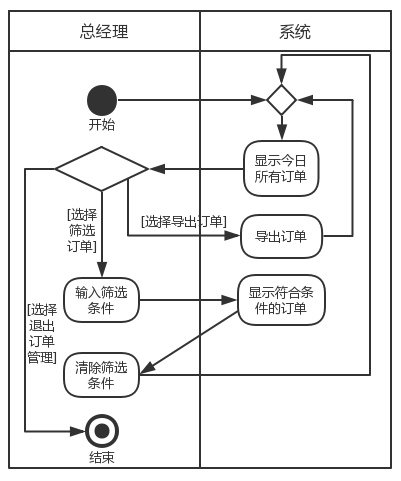 总经理
系统
开始
显示今日
所有订单
[选择
筛选
订单]
[选择导出订单]
导出订单
输入筛选
条件
显示符合条
件的订单
[选择
退出
订单
管理]
清除筛选
条件
结束